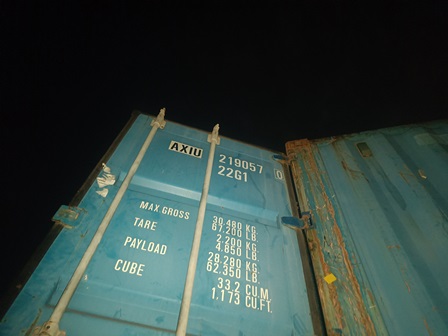 AXIU 219057 0
22G1
MAX GROSS 30.480 KG.
67.200 LB.
TARE 2.200 KG.
4.850 LB.
PAYLOAD 28.280 KG.
62.350 LB.
CUBE 33.2 CU.M.
1.173 CU.FT.